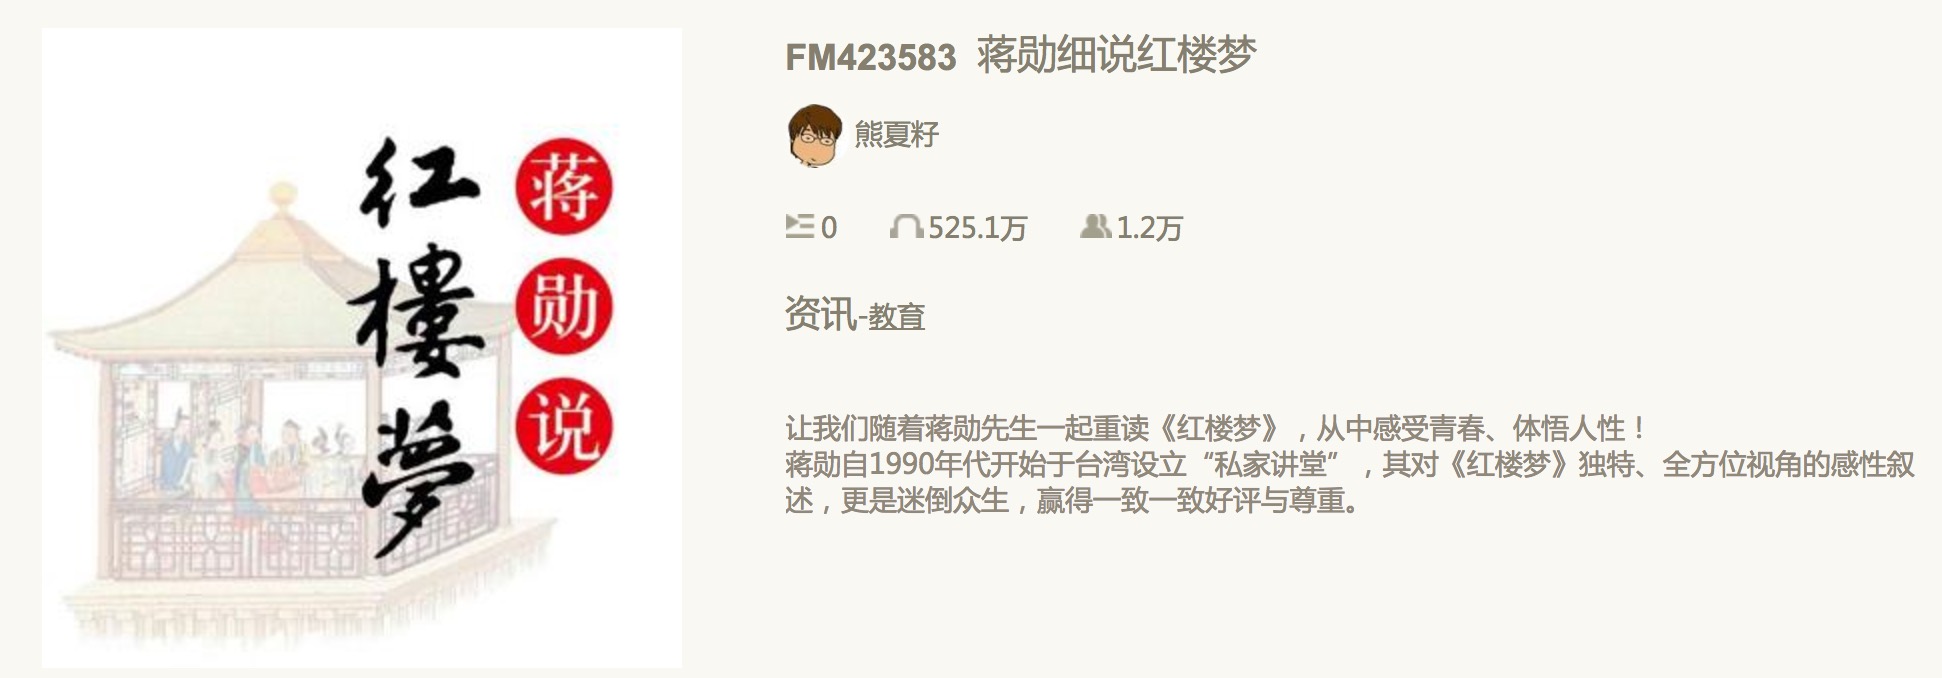 红樓夢
蒋勋说
FM423583 蒋勋细说红楼梦
熊夏籽
0 525.1万 1.2万
资讯-教育
让我们随着蒋勋先生一起重读《红楼梦》，从中感受青春、体悟人性！
蒋勋自1990年代开始于台湾设立“私家讲堂”，其对《红楼梦》独特、全方位视角的感性叙
述，更是迷倒众生，赢得一致一致好评与尊重。